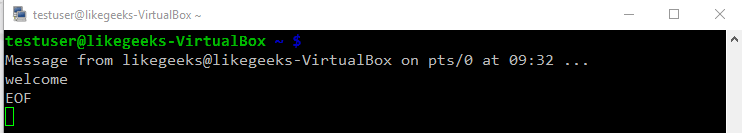 testuser@likegeeks-VirtualBox ~
testuser@likegeeks-VirtualBox ~ $
Message from likegeeks@likegeeks-VirtualBox on pts/0 at 09:32 ...
welcome
EOF